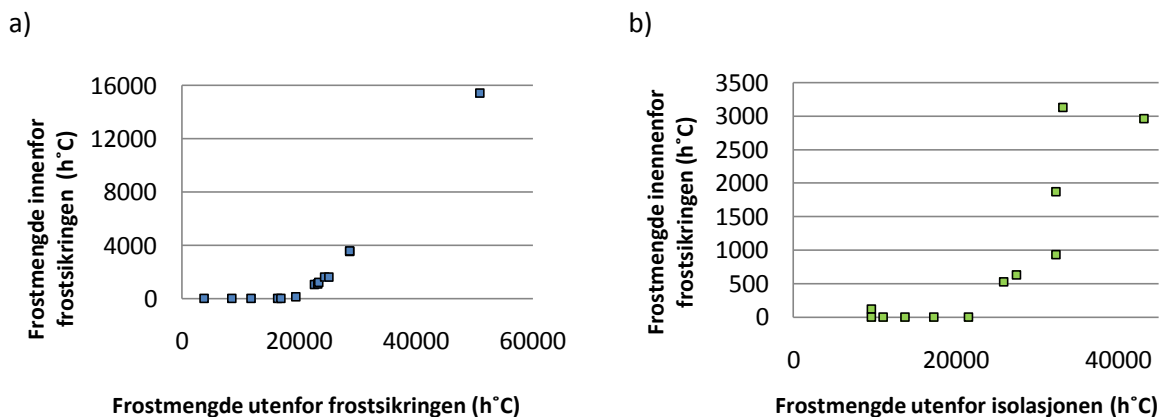 a)
Frostmengde innenfor
frostsikringen (h˚C)
16000
12000
8000
4000
0
0 20000 40000 60000
Frostmengde utenfor frostsikringen (h˚C)
b)
Frostmengde inennenfor
frostsikringen (h˚C)
3500
3000
2500
2000
1500
1000
500
0
0 20000 40000
Frostmengde utenfor isolasjonen (h˚C)